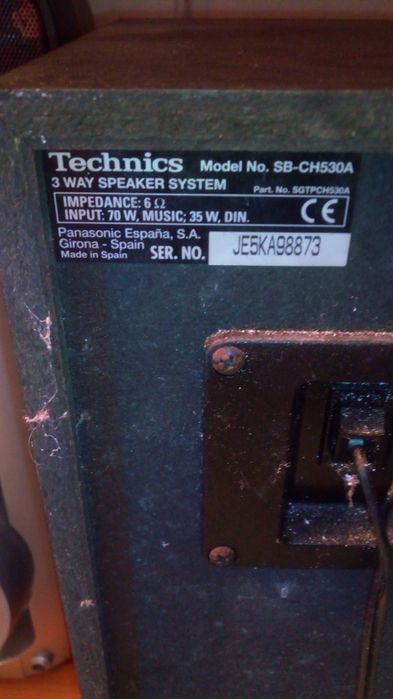 Technics Model No. SB-CH530A
3 WAY SPEAKER SYSTEM Part. No. SGTPCH530A
IMPEDANCE: 6 Ω
INPUT: 70 W, MUSIC; 35 W, DIN.
CE
Panasonic España, S.A.
Girona - Spain
Made in Spain SER. NO. JE5KA98873